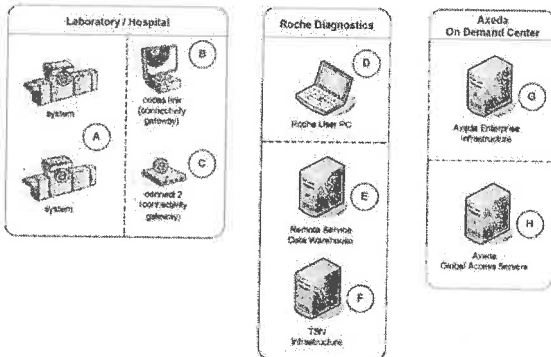 Laboratory / Hospital
system
A
system
B
cobas link
(connectivity
gateway)
C
connect 2
(connectivity
gateway)
Roche Diagnostics
D
Roche User PC
E
Remote Service
Data Warehouse
F
TSN
Infrastructure
Axeda
On Demand Center
G
Axeda Enterprise
Infrastructure
H
Axeda
Global Access Servers